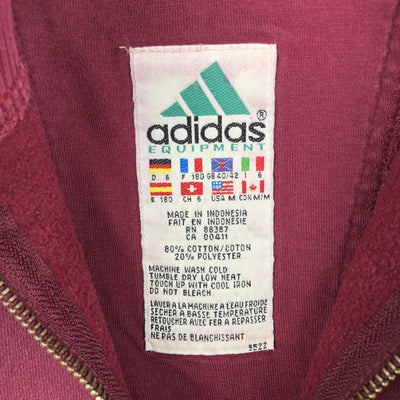 adidas®
EQUIPMENT
D 6 F 180 GB 40/42 I 6
E 180 CH 6 USA M CDN M/M
MADE IN INDONESIA
FAIT EN INDONESIE
RN 88387
CA 00411
80% COTTON/COTON
20% POLYESTER
MACHINE WASH COLD
TUMBLE DRY LOW HEAT
TOUCH UP WITH COOL IRON
DO NOT BLEACH
LAVER A LA MACHINE A L'EAU FROIDE
SECHER A BASSE TEMPERATURE
RETOUCHER AVEC FER A REPASSER
FRAIS
NE PAS DE BLANCHISSANT
5522